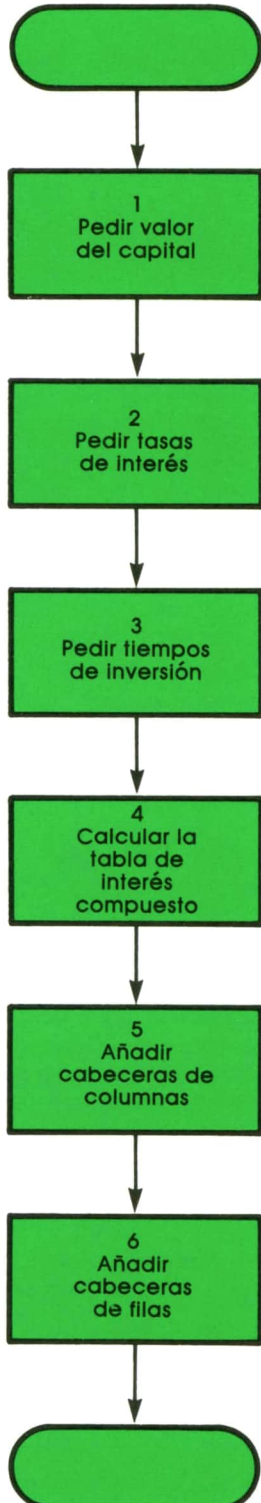 1
Pedir valor
del capital
2
Pedir tasas
de interés
3
Pedir tiempos
de inversión
4
Calcular la
tabla de
interés
compuesto
5
Añadir
cabeceras de
columnas
6
Añadir
cabeceras
de filas